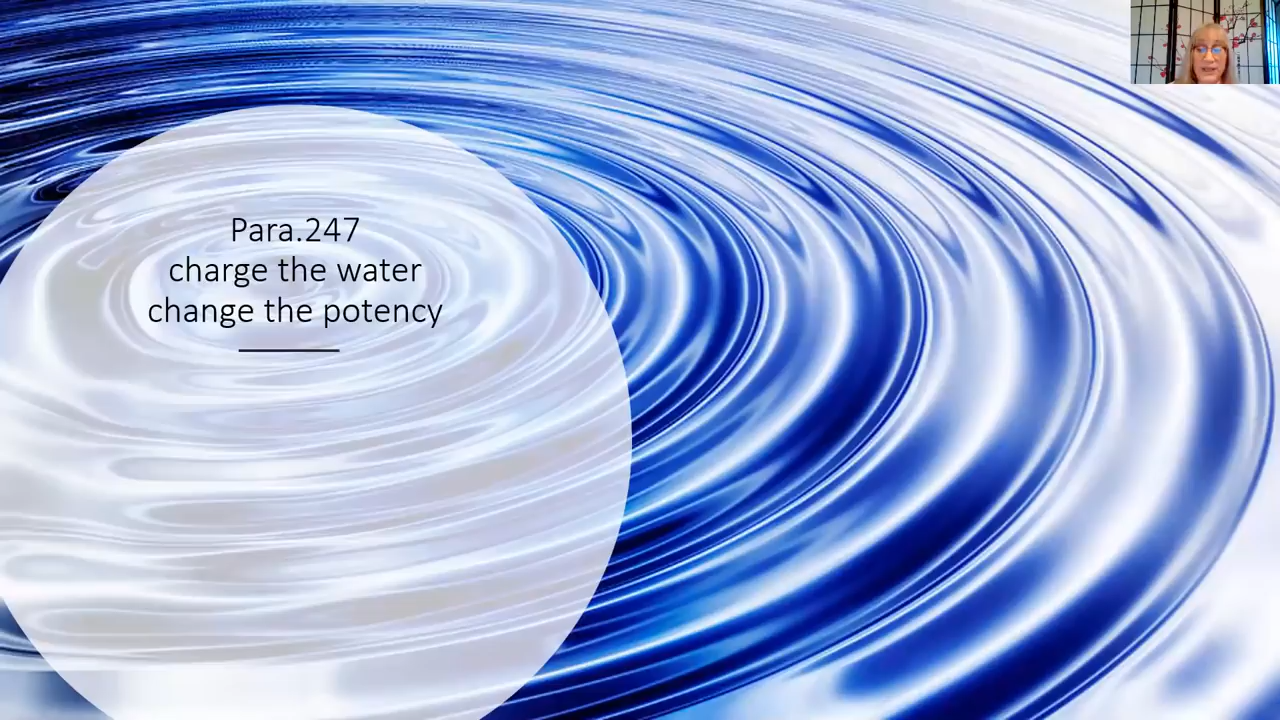 Para.247
charge the water
change the potency